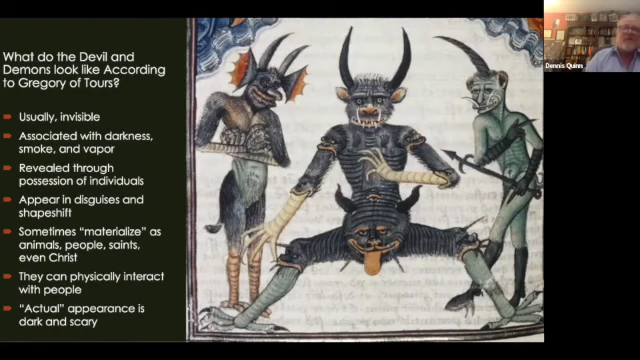 What do the Devil and
Demons look like According
to Gregory of Tours?
Usually, invisible
Associated with darkness,
smoke, and vapor
Revealed through
possession of individuals
Appear in disguises and
shapeshift
Sometimes “materialize” as
animals, people, saints,
even Christ
They can physically interact
with people
“Actual” appearance is
dark and scary
Dennis Quinn